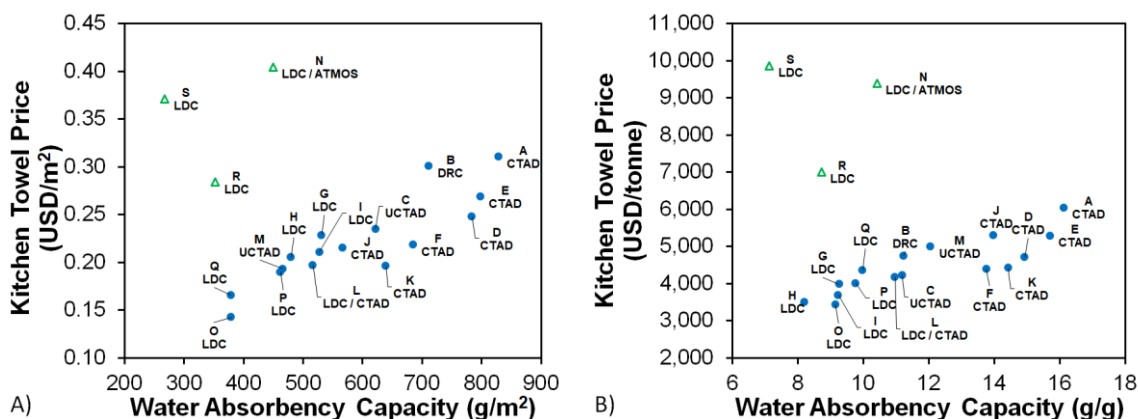 Kitchen Towel Price
(USD/m²)
0.45
0.40
0.35
0.30
0.25
0.20
0.15
0.10
S
LDC
N
LDC / ATMOS
R
LDC
B
DRC
A
CTAD
E
CTAD
D
CTAD
G
LDC
I
LDC
C
UCTAD
H
LDC
M
UCTAD
J
CTAD
F
CTAD
Q
LDC
P
LDC
L
LDC / CTAD
K
CTAD
O
LDC
200 300 400 500 600 700 800 900
A) Water Absorbency Capacity (g/m²)
Kitchen Towel Price
(USD/tonne)
11,000
10,000
9,000
8,000
7,000
6,000
5,000
4,000
3,000
2,000
S
LDC
N
LDC / ATMOS
R
LDC
A
CTAD
J
CTAD
D
CTAD
E
CTAD
Q
LDC
B
DRC
M
UCTAD
G
LDC
H
LDC
P
LDC
C
UCTAD
F
CTAD
K
CTAD
O
LDC
I
LDC
L
LDC / CTAD
6 8 10 12 14 16 18
B) Water Absorbency Capacity (g/g)